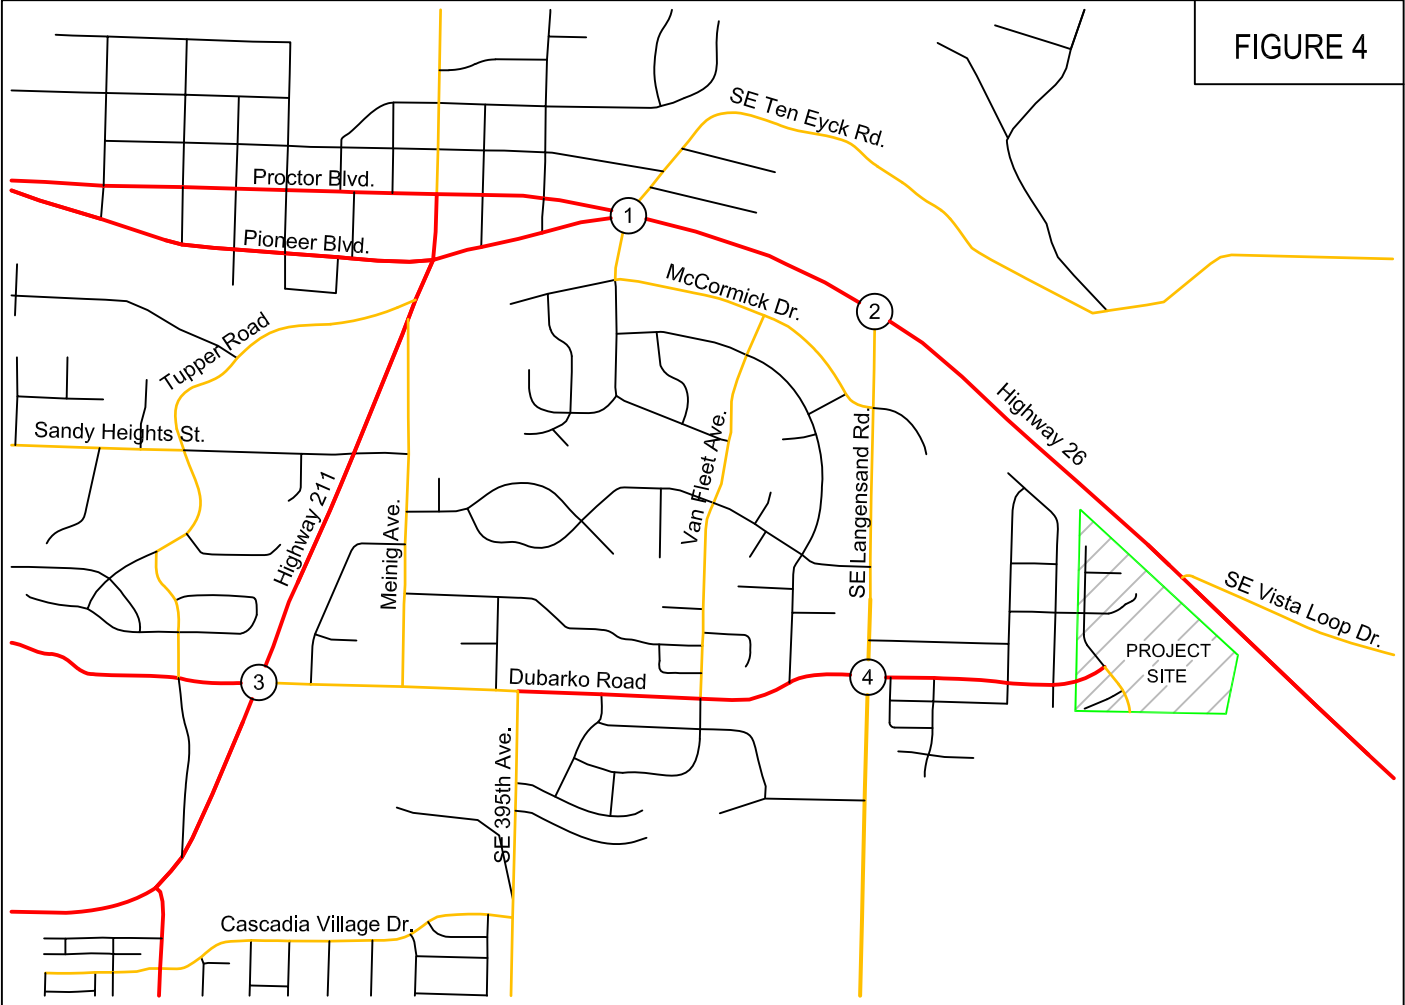 FIGURE 4
SE Ten Eyck Rd.
Proctor Blvd.
1
Pioneer Blvd.
McCormick Dr.
2
Tupper Road
Highway 26
Sandy Heights St.
Van Fleet Ave.
SE Langensand Rd.
Highway 211
Meinig Ave.
SE Vista Loop Dr.
PROJECT
SITE
3
Dubarko Road
4
SE 395th Ave.
Cascadia Village Dr.